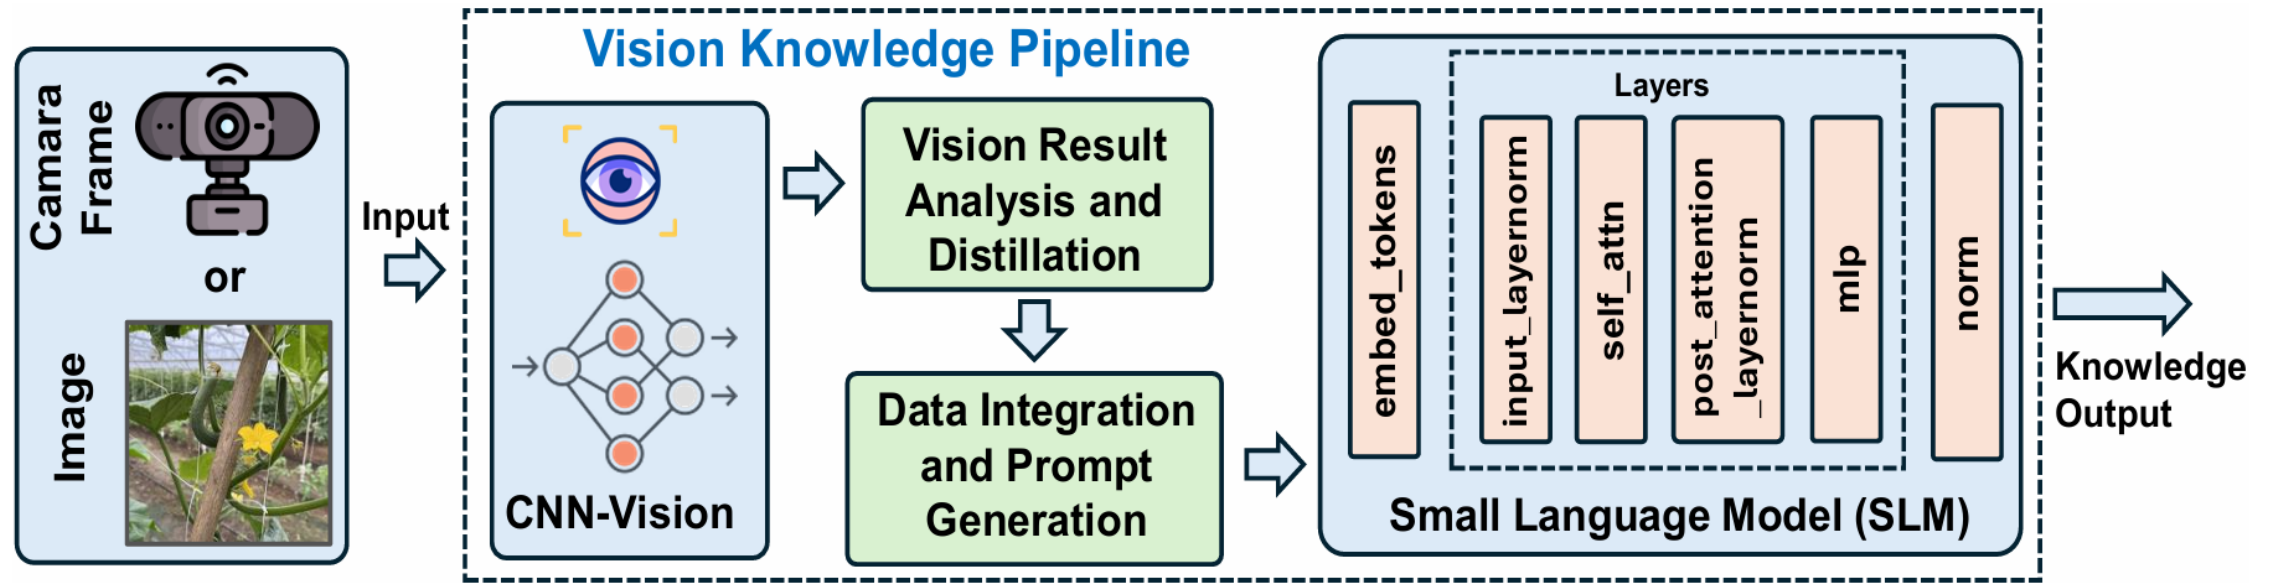 Camara
Frame
or
Image
Input
Vision Knowledge Pipeline
CNN-Vision
Vision Result
Analysis and
Distillation
Data Integration
and Prompt
Generation
embed_tokens
Layers
input_layernorm
self_attn
post_attention
_layernorm
mlp
norm
Small Language Model (SLM)
Knowledge
Output